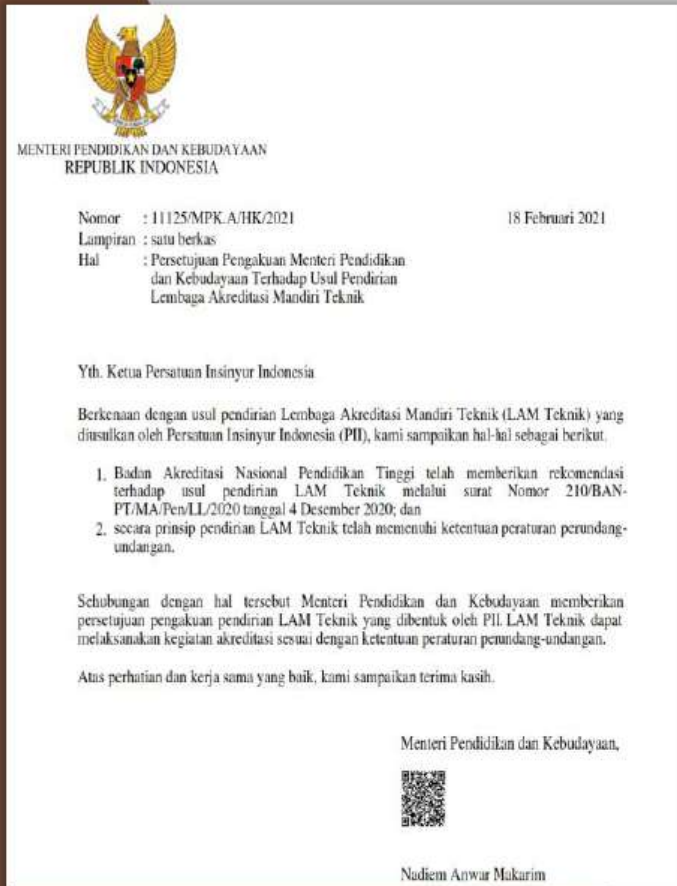 MENTERI PENDIDIKAN DAN KEBUDAYAAN
REPUBLIK INDONESIA
Nomor : 11125/MPK.A/HK/2021 18 Februari 2021
Lampiran : satu berkas
Hal : Persetujuan Pengakuan Menteri Pendidikan
dan Kebudayaan Terhadap Usul Pendirian
Lembaga Akreditasi Mandiri Teknik
Yth. Ketua Persatuan Insinyur Indonesia
Berkenaan dengan usul pendirian Lembaga Akreditasi Mandiri Teknik (LAM Teknik) yang
diusulkan oleh Persatuan Insinyur Indonesia (PII), kami sampaikan hal-hal sebagai berikut.
1. Badan Akreditasi Nasional Pendidikan Tinggi telah memberikan rekomendasi
terhadap usul pendirian LAM Teknik melalui surat Nomor 210/BAN-
PT/MA/Pen/LL/2020 tanggal 4 Desember 2020; dan
2. secara prinsip pendirian LAM Teknik telah memenuhi ketentuan peraturan perundang-
undangan.
Sehubungan dengan hal tersebut Menteri Pendidikan dan Kebudayaan memberikan
persetujuan pengakuan pendirian LAM Teknik yang dibentuk oleh PII. LAM Teknik dapat
melaksanakan kegiatan akreditasi sesuai dengan ketentuan peraturan perundang-undangan.
Atas perhatian dan kerja sama yang baik, kami sampaikan terima kasih.
Menteri Pendidikan dan Kebudayaan,
Nadiem Anwar Makarim